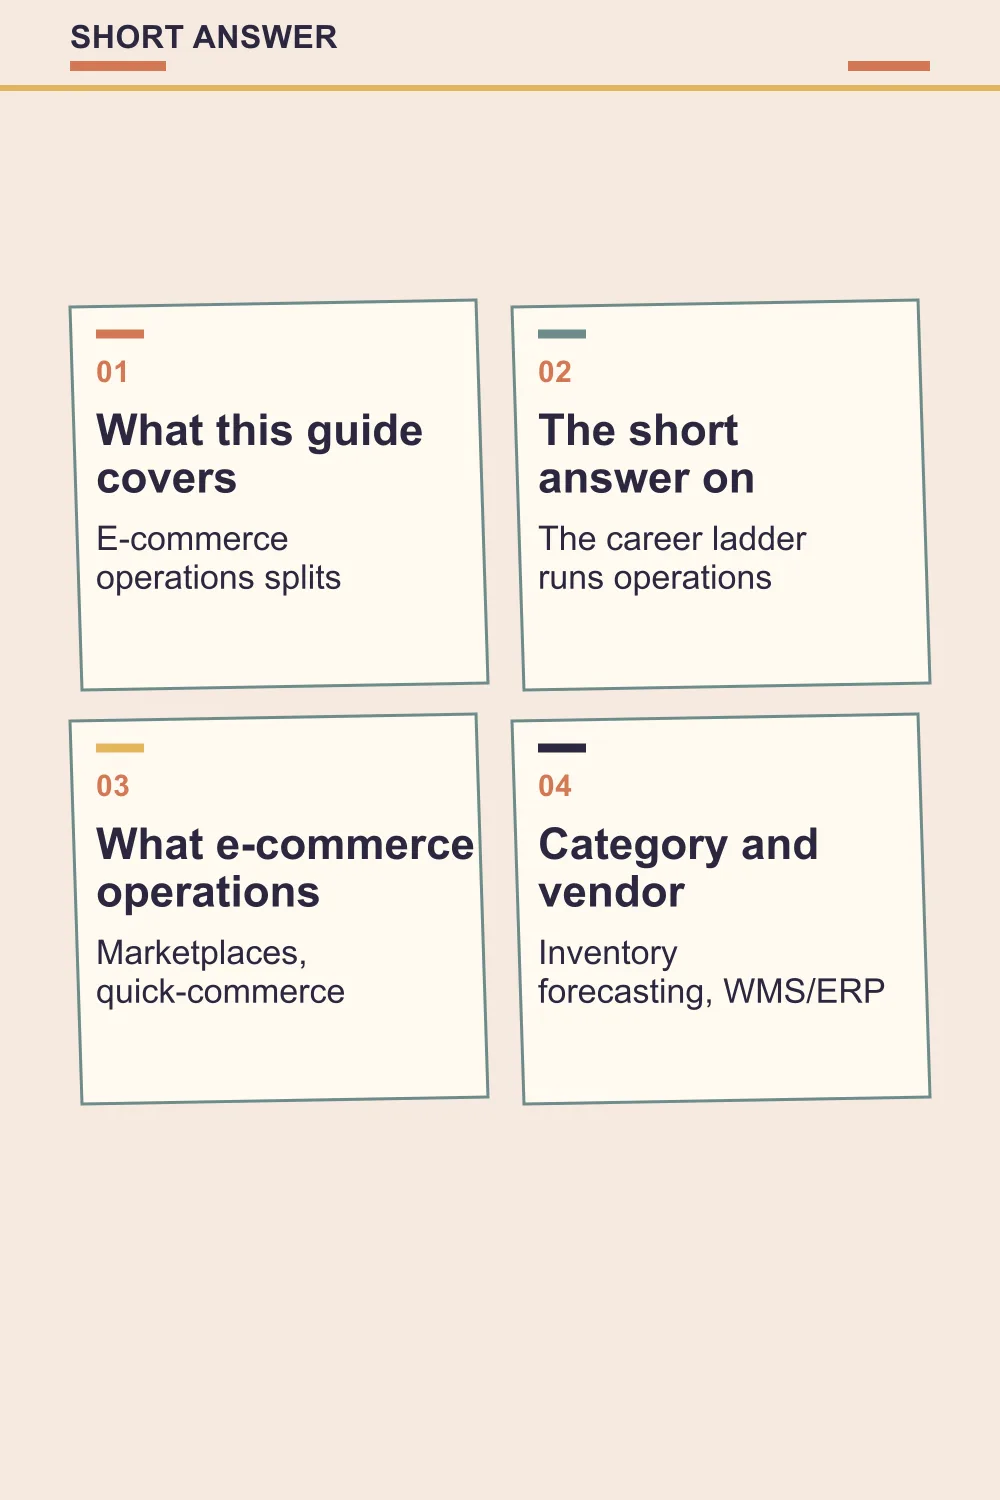 SHORT ANSWER
01
What this guide
covers
E-commerce
operations splits
02
The short
answer on
The career ladder
runs operations
03
What e-commerce
operations
Marketplaces,
quick-commerce
04
Category and
vendor
Inventory
forecasting, WMS/ERP